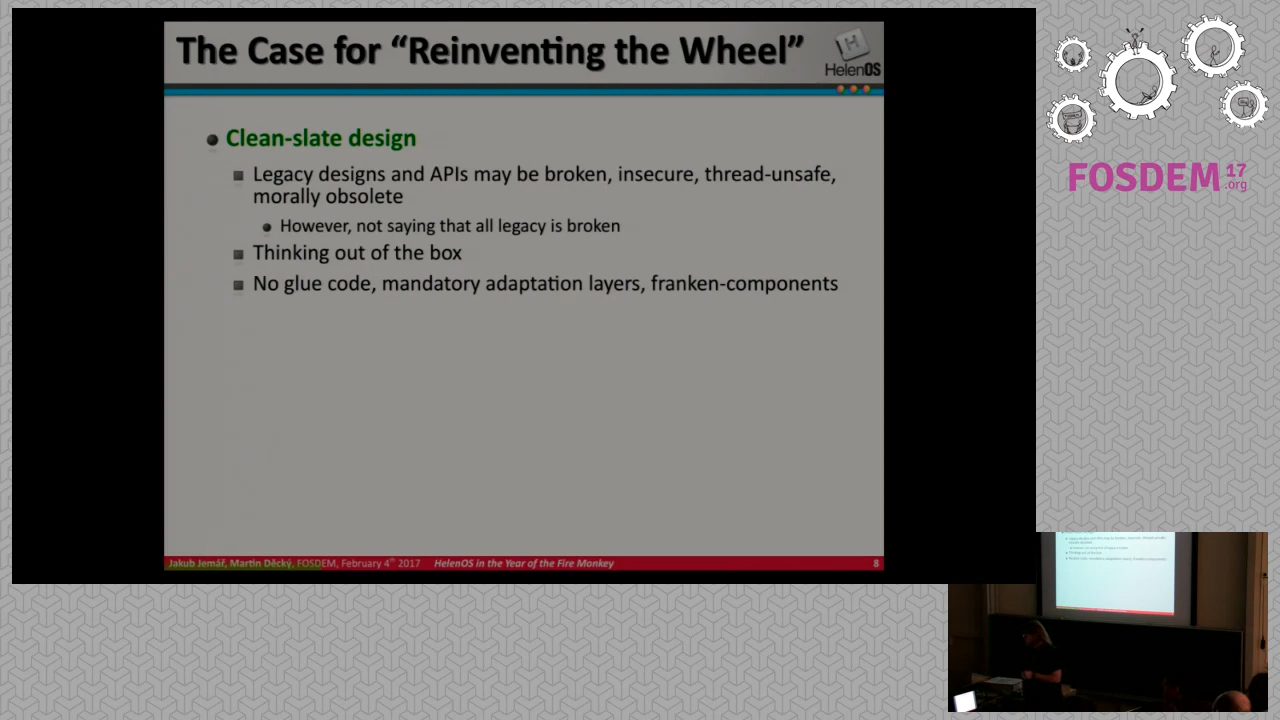 The Case for “Reinventing the Wheel”
HelenOS
Clean-slate design
Legacy designs and APIs may be broken, insecure, thread-unsafe,
morally obsolete
However, not saying that all legacy is broken
Thinking out of the box
No glue code, mandatory adaptation layers, franken-components
Jakub Jemář, Martin Děcký, FOSDEM, February 4th 2017 HelenOS in the Year of the Fire Monkey 8
FOSDEM 17 .org